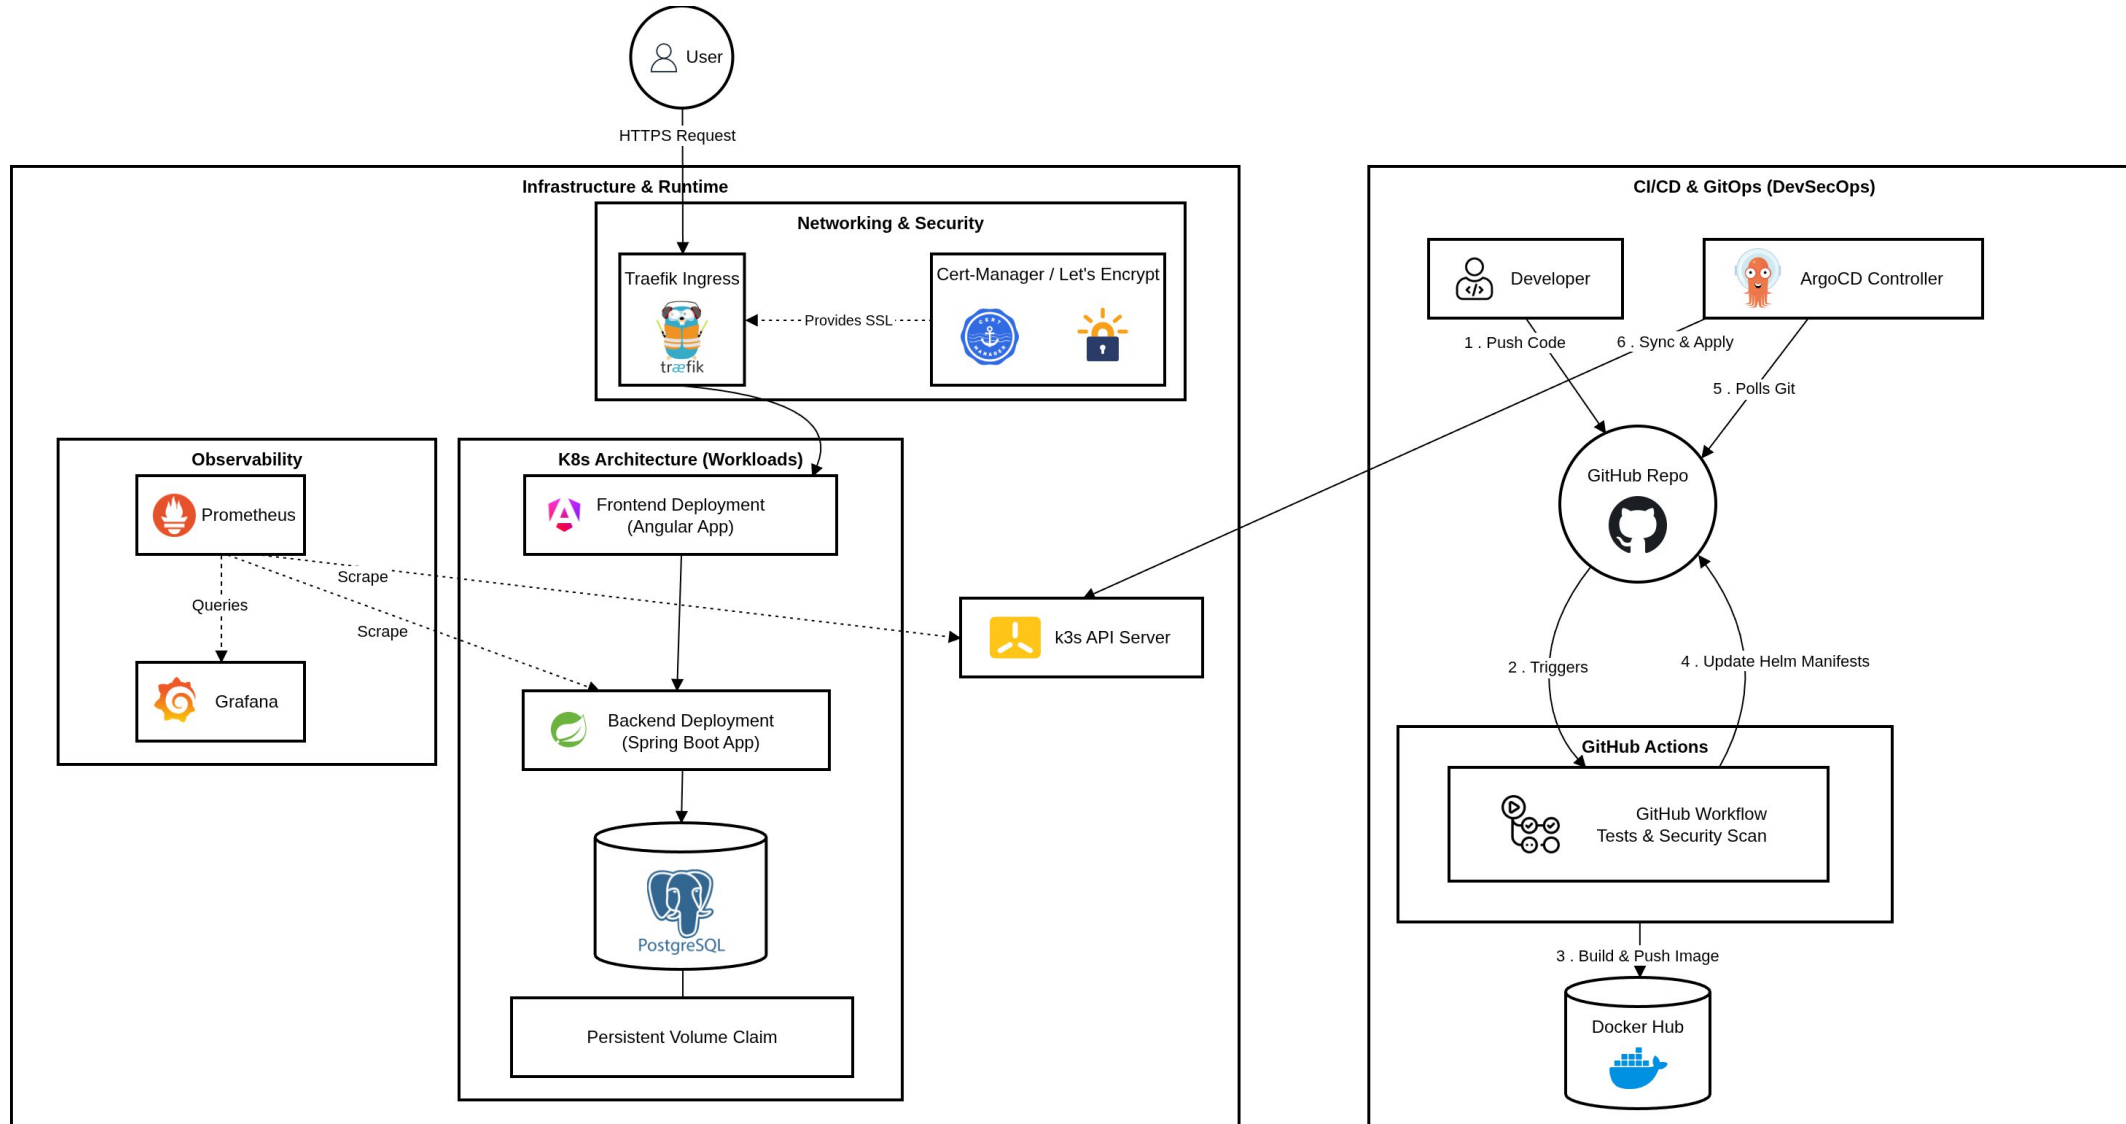 User
HTTPS Request
Infrastructure & Runtime
Networking & Security
Traefik Ingress
træfik
Cert-Manager / Let's Encrypt
CERT
MANAGER
Provides SSL
Observability
Prometheus
Scrape
Queries
Scrape
Grafana
K8s Architecture (Workloads)
Frontend Deployment
(Angular App)
Backend Deployment
(Spring Boot App)
PostgreSQL
Persistent Volume Claim
k3s API Server
CI/CD & GitOps (DevSecOps)
Developer
ArgoCD Controller
1 . Push Code
6 . Sync & Apply
5 . Polls Git
GitHub Repo
2 . Triggers
4 . Update Helm Manifests
GitHub Actions
GitHub Workflow
Tests & Security Scan
3 . Build & Push Image
Docker Hub